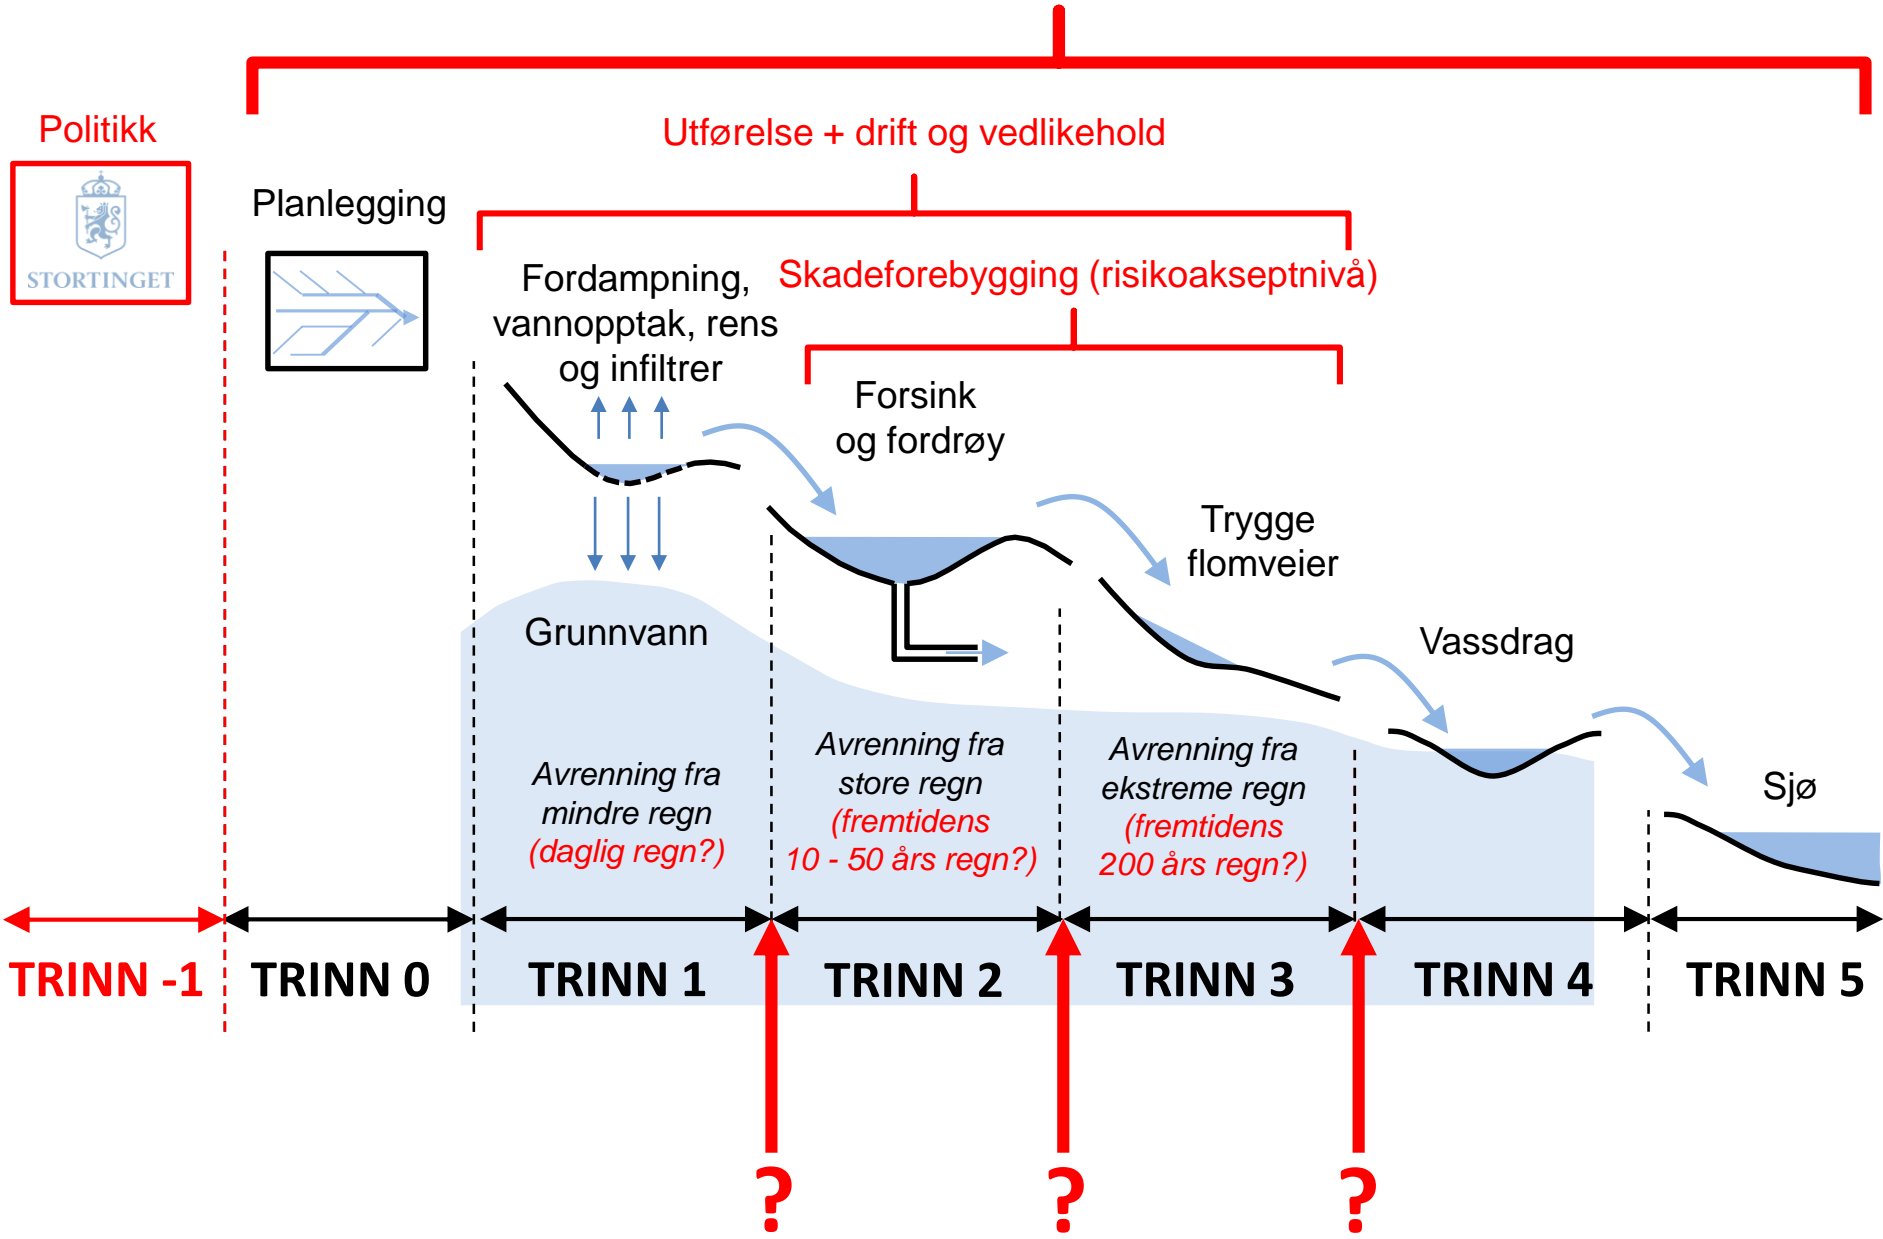 Politikk
STORTINGET
Utførelse + drift og vedlikehold
Planlegging
Fordampning,
vannopptak, rens
og infiltrer
Skadeforebygging (risikoakseptnivå)
Forsink
og fordrøy
Trygge
flomveier
Vassdrag
Sjø
Grunnvann
Avrenning fra
mindre regn
(daglig regn?)
Avrenning fra
store regn
(fremtidens
10 - 50 års regn?)
Avrenning fra
ekstreme regn
(fremtidens
200 års regn?)
TRINN -1
TRINN 0
TRINN 1
TRINN 2
TRINN 3
TRINN 4
TRINN 5
?
?
?